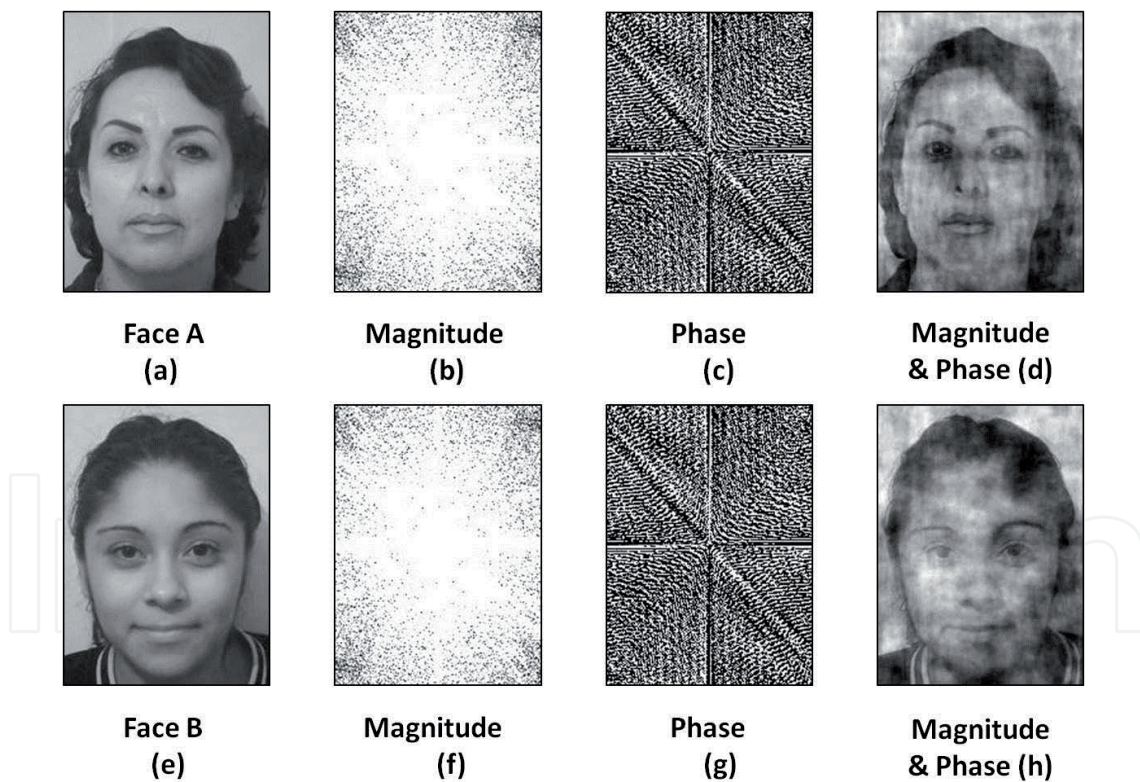 Face A
(a)
Magnitude
(b)
Phase
(c)
Magnitude
& Phase (d)
Face B
(e)
Magnitude
(f)
Phase
(g)
Magnitude
& Phase (h)